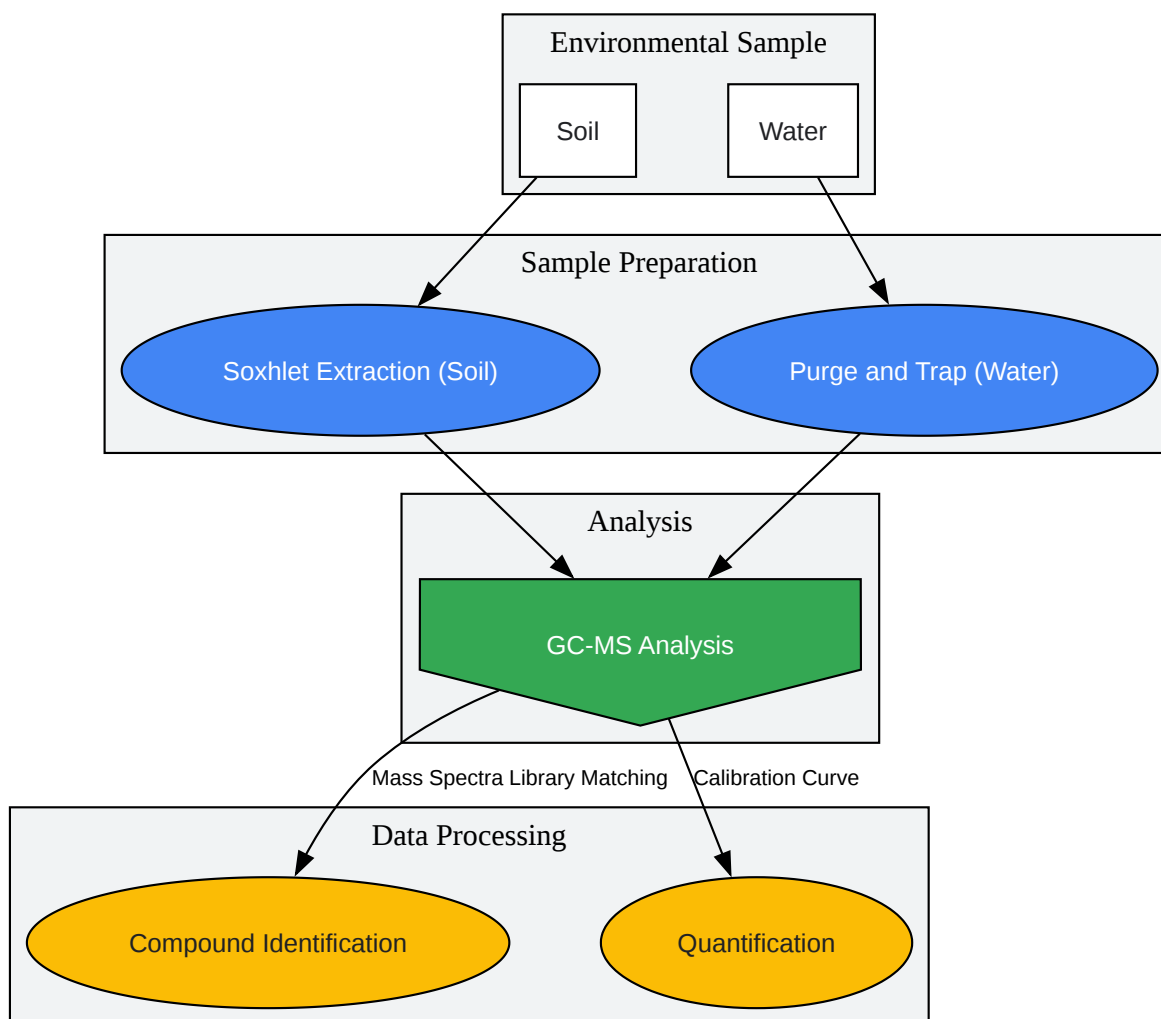 Environmental Sample
Soil
Water
Sample Preparation
Soxhlet Extraction (Soil)
Purge and Trap (Water)
Analysis
GC-MS Analysis
Mass Spectra Library Matching
Calibration Curve
Data Processing
Compound Identification
Quantification